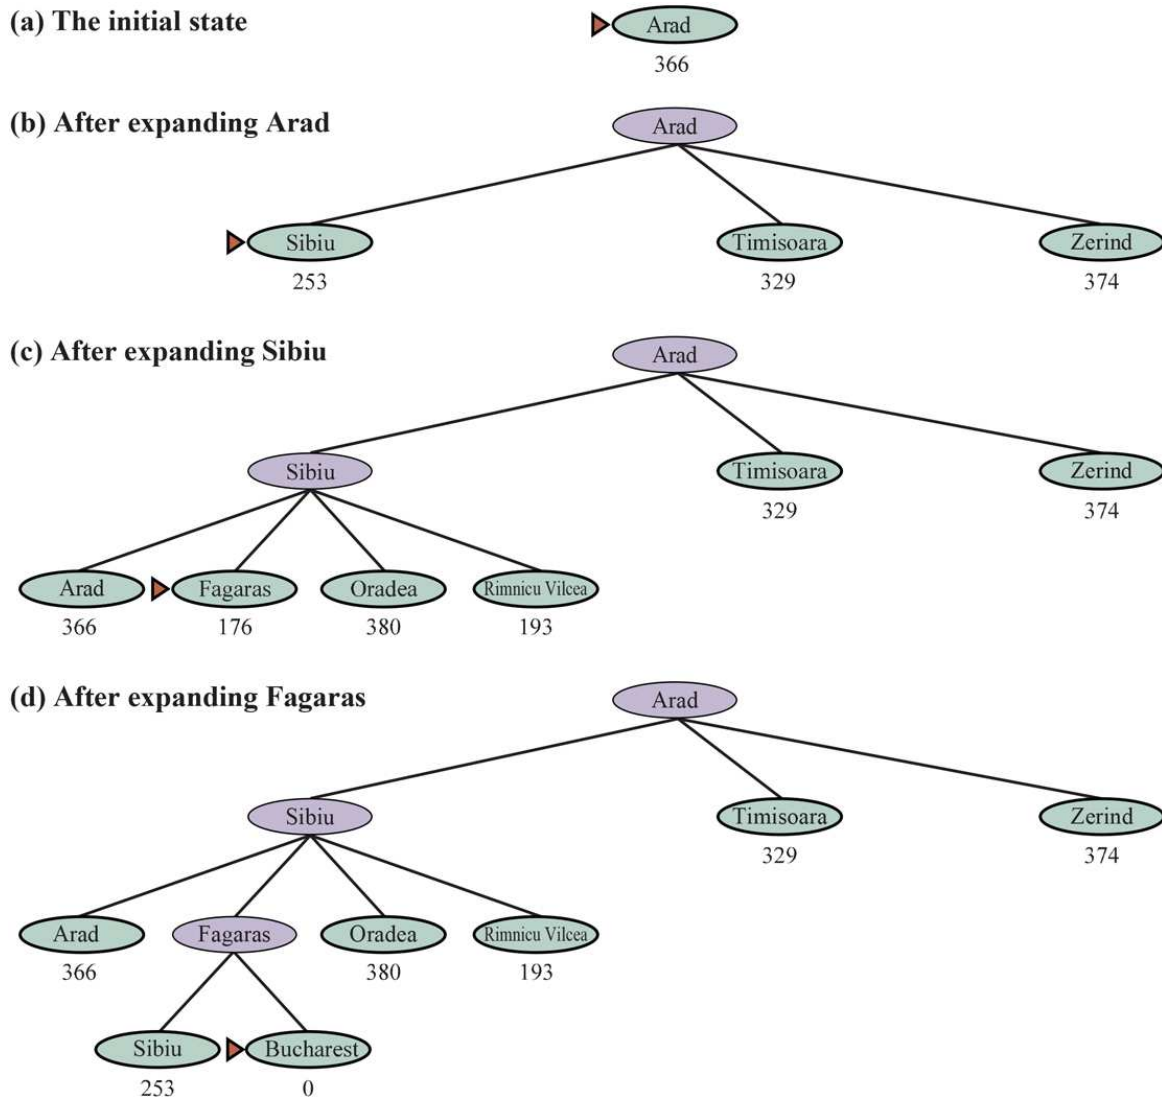 (a) The initial state
Arad
366
(b) After expanding Arad
Arad
Sibiu Timisoara Zerind
253 329 374
(c) After expanding Sibiu
Arad
Sibiu Timisoara Zerind
329 374
Arad Fagaras Oradea Rimnicu Vilcea
366 176 380 193
(d) After expanding Fagaras
Arad
Sibiu Timisoara Zerind
329 374
Arad Fagaras Oradea Rimnicu Vilcea
366 380 193
Sibiu Bucharest
253 0